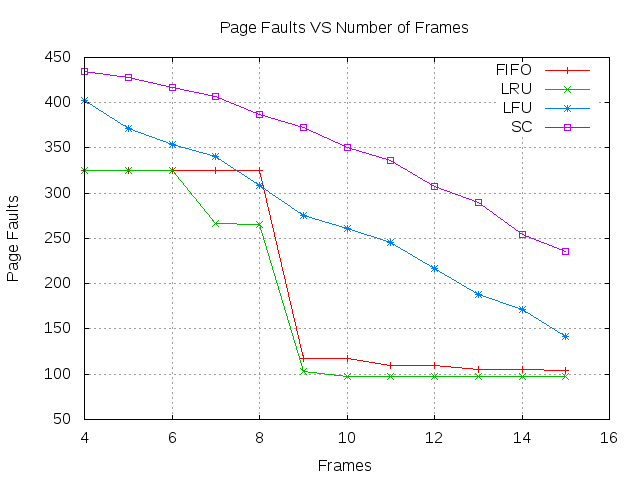 Page Faults VS Number of Frames
450
400
350
300
250
200
150
100
50
4 6 8 10 12 14 16
Page Faults
Frames
FIFO
LRU
LFU
SC